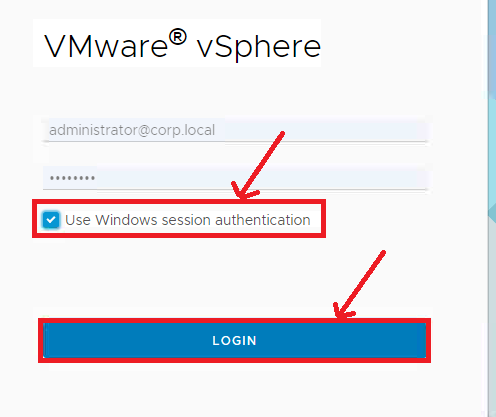 VMware® vSphere
administrator@corp.local
••••••••
Use Windows session authentication
LOGIN